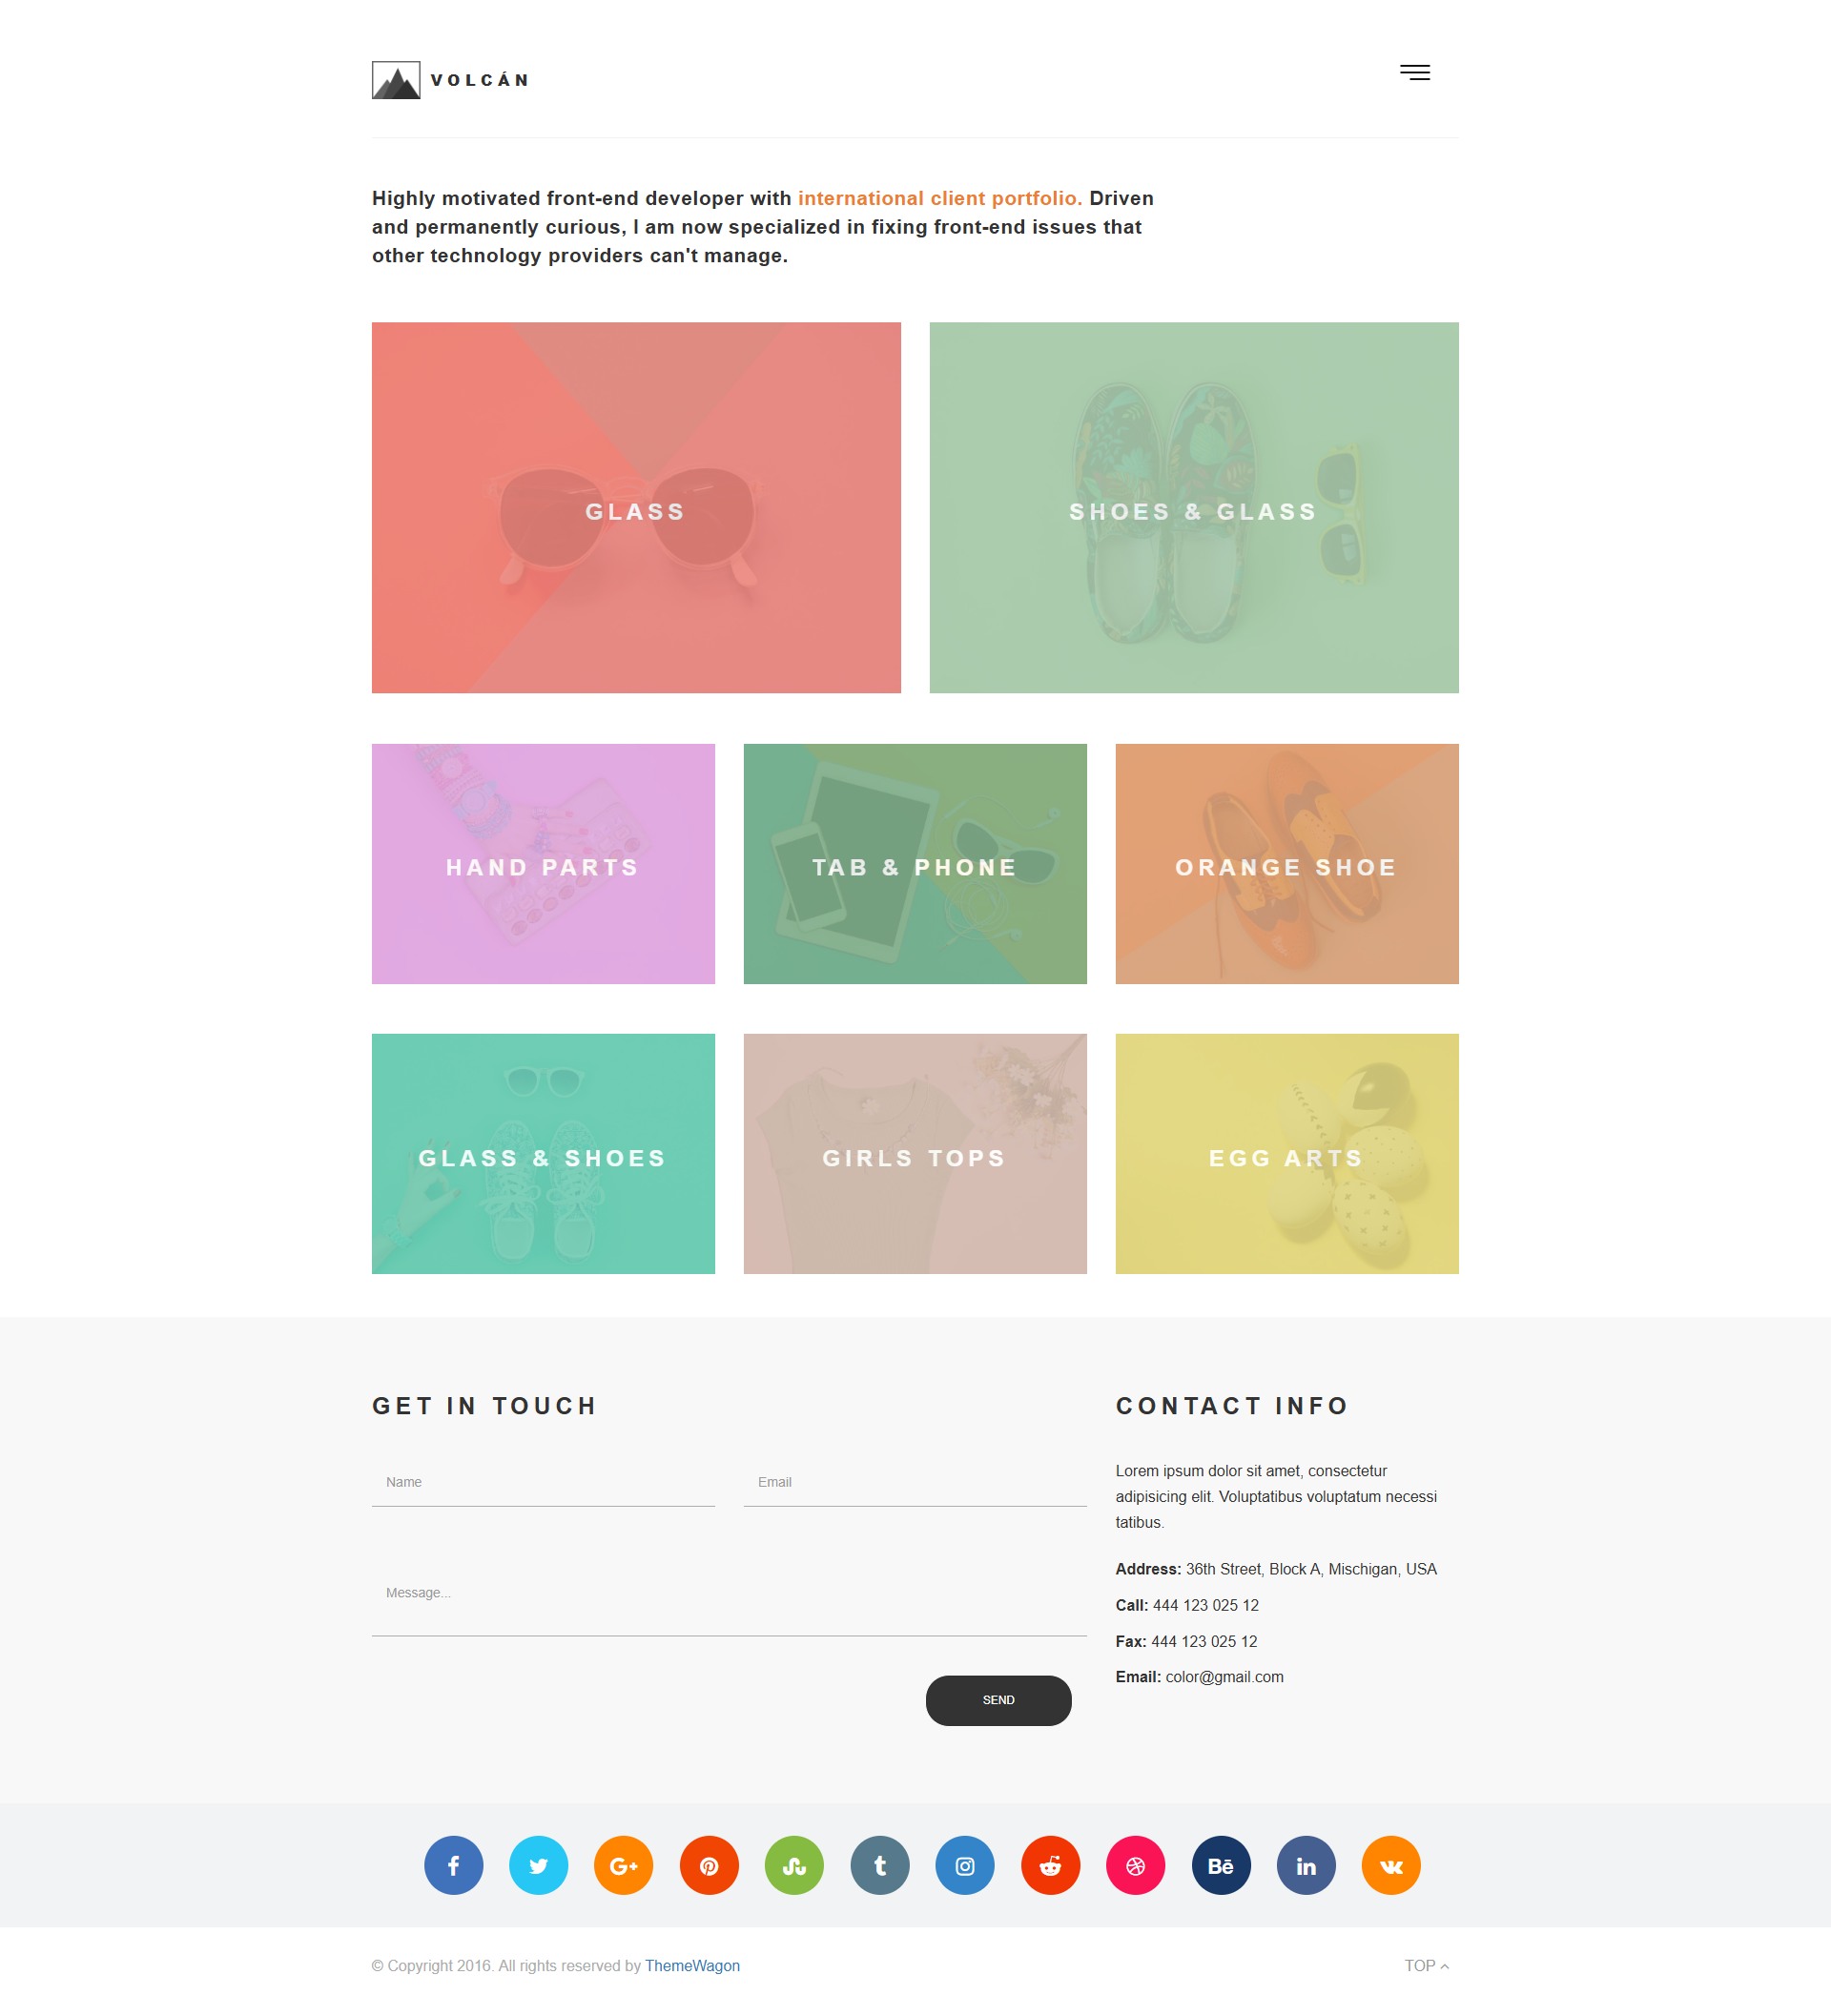 VOLCÁN
Highly motivated front-end developer with international client portfolio. Driven
and permanently curious, I am now specialized in fixing front-end issues that
other technology providers can't manage.
GLASS
SHOES & GLASS
HAND PARTS
TAB & PHONE
ORANGE SHOE
GLASS & SHOES
GIRLS TOPS
EGG ARTS
GET IN TOUCH
Name
Email
Message...
SEND
CONTACT INFO
Lorem ipsum dolor sit amet, consectetur
adipisicing elit. Voluptatibus voluptatum necessi
tatibus.
Address: 36th Street, Block A, Mischigan, USA
Call: 444 123 025 12
Fax: 444 123 025 12
Email: color@gmail.com
© Copyright 2016. All rights reserved by ThemeWagon
TOP